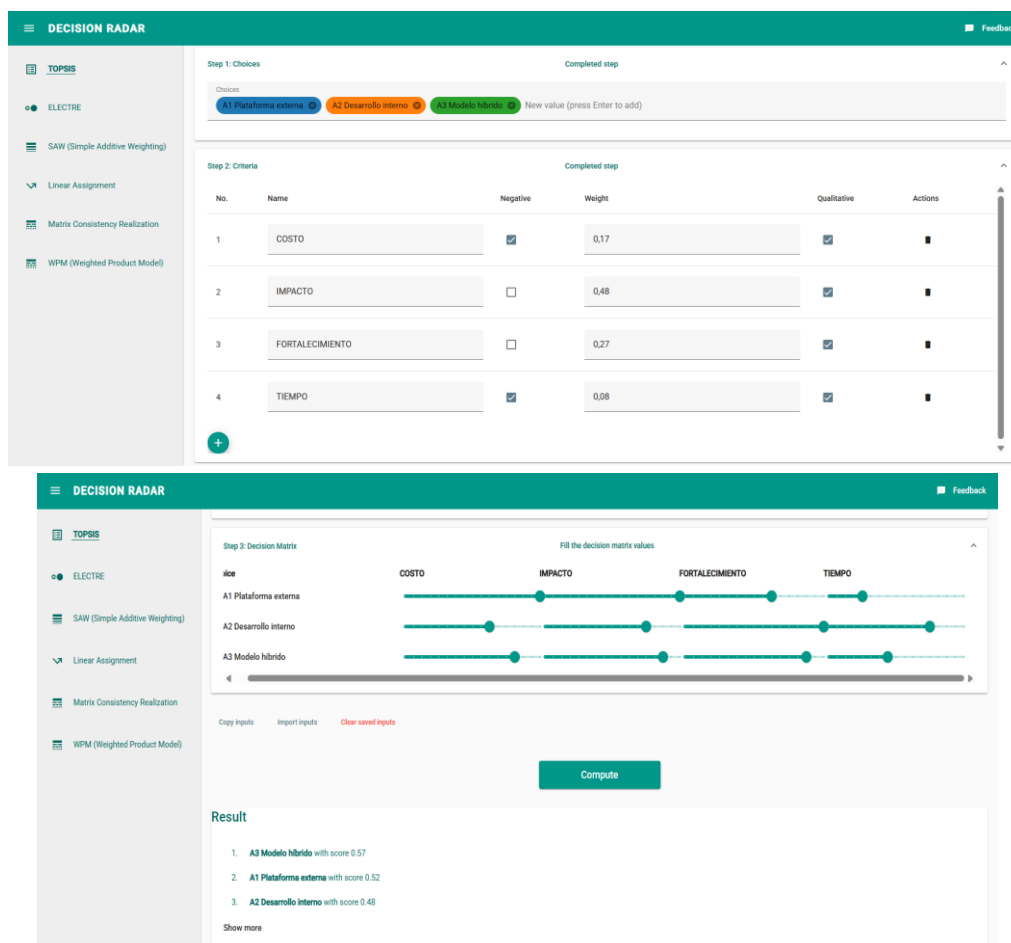 DECISION RADAR
Feedbac
TOPSIS
ELECTRE
SAW (Simple Additive Weighting)
Linear Assignment
Matrix Consistency Realization
WPM (Weighted Product Model)
Step 1: Choices Completed step
Choices
A1 Plataforma externa A2 Desarrollo interno A3 Modelo híbrido New value (press Enter to add)
Step 2: Criteria Completed step
No. Name Negative Weight Qualitative Actions
1 COSTO 0,17
2 IMPACTO 0,48
3 FORTALECIMIENTO 0,27
4 TIEMPO 0,08
DECISION RADAR
Feedback
TOPSIS
ELECTRE
SAW (Simple Additive Weighting)
Linear Assignment
Matrix Consistency Realization
WPM (Weighted Product Model)
Step 3: Decision Matrix Fill the decision matrix values
oice COSTO IMPACTO FORTALECIMIENTO TIEMPO
A1 Plataforma externa
A2 Desarrollo interno
A3 Modelo híbrido
Copy inputs Import inputs Clear saved inputs
Compute
Result
1. A3 Modelo híbrido with score 0.57
2. A1 Plataforma externa with score 0.52
3. A2 Desarrollo interno with score 0.48
Show more